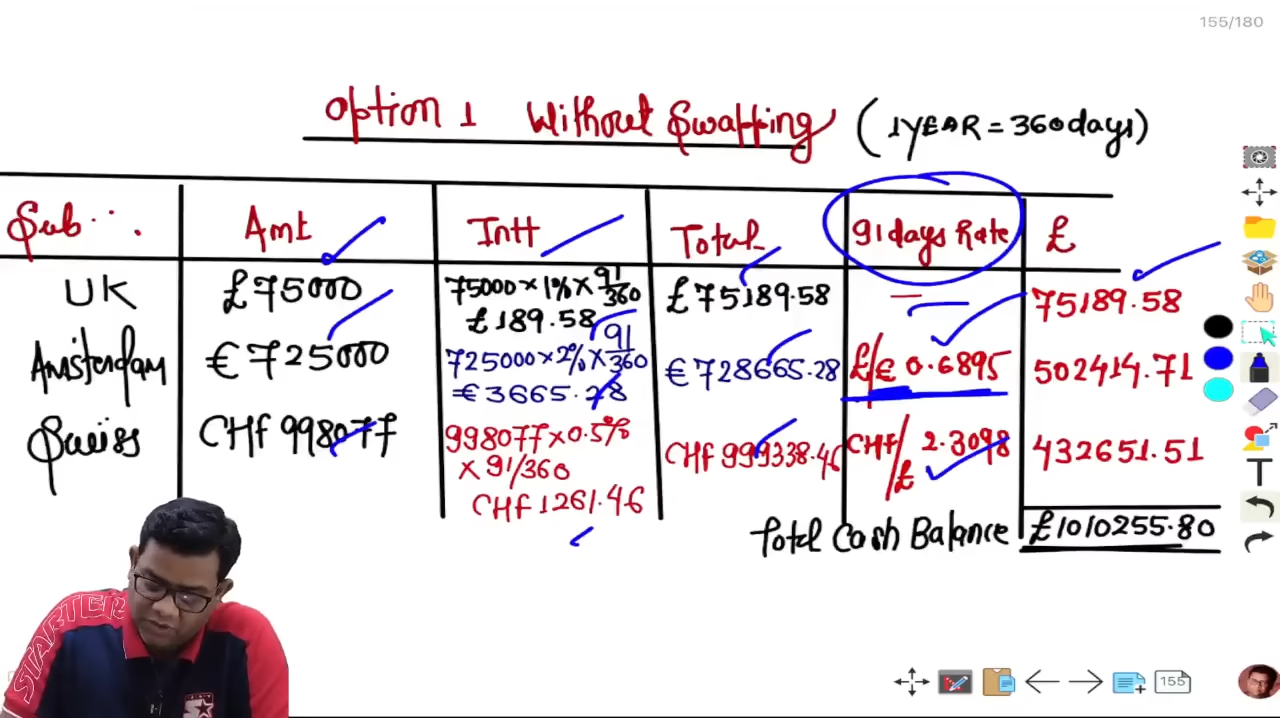 155/180
Option 1 Without Swapping (1YEAR = 360days)
Sub... Amt Intt Total 91days Rate £
UK £75000 75000 × 1% × 91/360 £75189.58 — 75189.58
£189.58
Amsterdam €725000 725000 × 2% × 91/360 €728665.28 £/€ 0.6895 502414.71
= €3665.28
Swiss CHf 998077 998077 × 0.5% CHf 999338.46 CHf/£ 2.3098 432651.51
× 91/360
CHf 1261.46
Total Cash Balance £1010255.80
STARTER
155